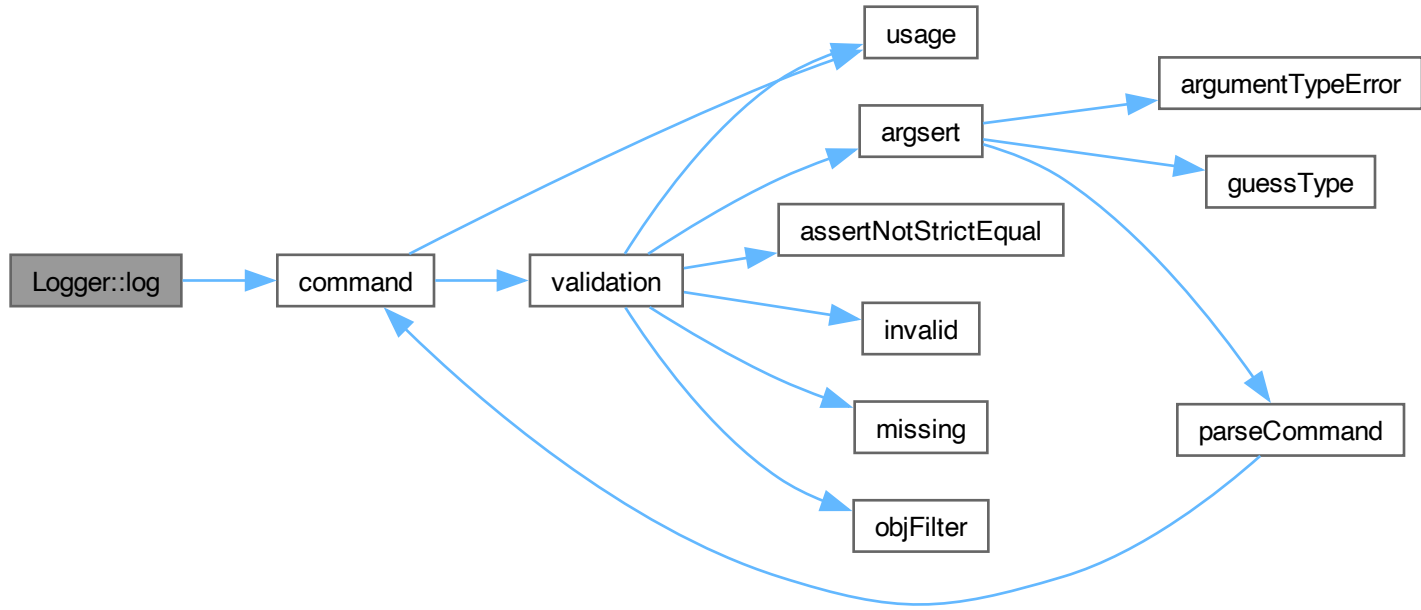 Logger::log
command
validation
usage
argsert
assertNotStrictEqual
invalid
missing
objFilter
argumentTypeError
guessType
parseCommand